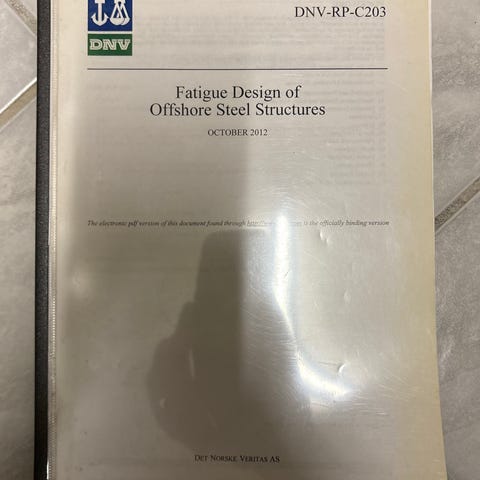 DNV-RP-C203
DNV
Fatigue Design of
Offshore Steel Structures
OCTOBER 2012
The electronic pdf version of this document found through is the officially binding version
DET NORSKE VERITAS AS